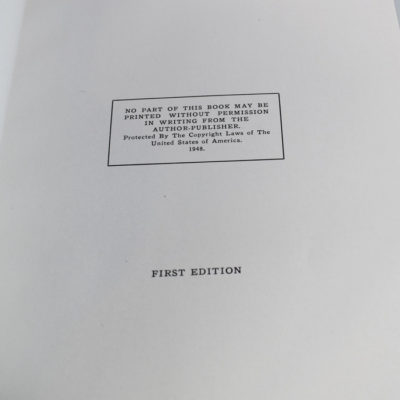 NO PART OF THIS BOOK MAY BE
PRINTED WITHOUT PERMISSION
IN WRITING FROM THE
AUTHOR-PUBLISHER.
Protected By The Copyright Laws of The
United States of America.
1948.
FIRST EDITION